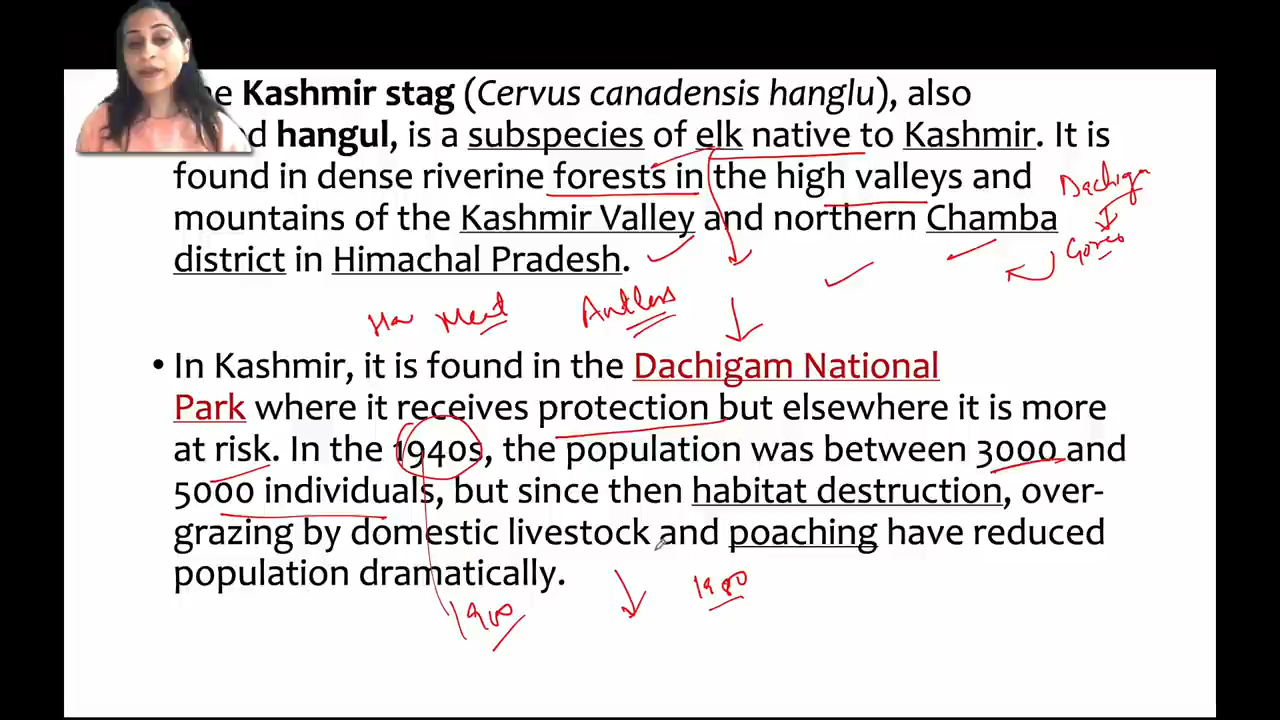 he Kashmir stag (Cervus canadensis hanglu), also
d hangul, is a subspecies of elk native to Kashmir. It is
found in dense riverine forests in the high valleys and
mountains of the Kashmir Valley and northern Chamba
district in Himachal Pradesh.
Dachigam
Meat Antlers
• In Kashmir, it is found in the Dachigam National
Park where it receives protection but elsewhere it is more
at risk. In the 1940s, the population was between 3000 and
5000 individuals, but since then habitat destruction, over-
grazing by domestic livestock and poaching have reduced
population dramatically.
1900
1980